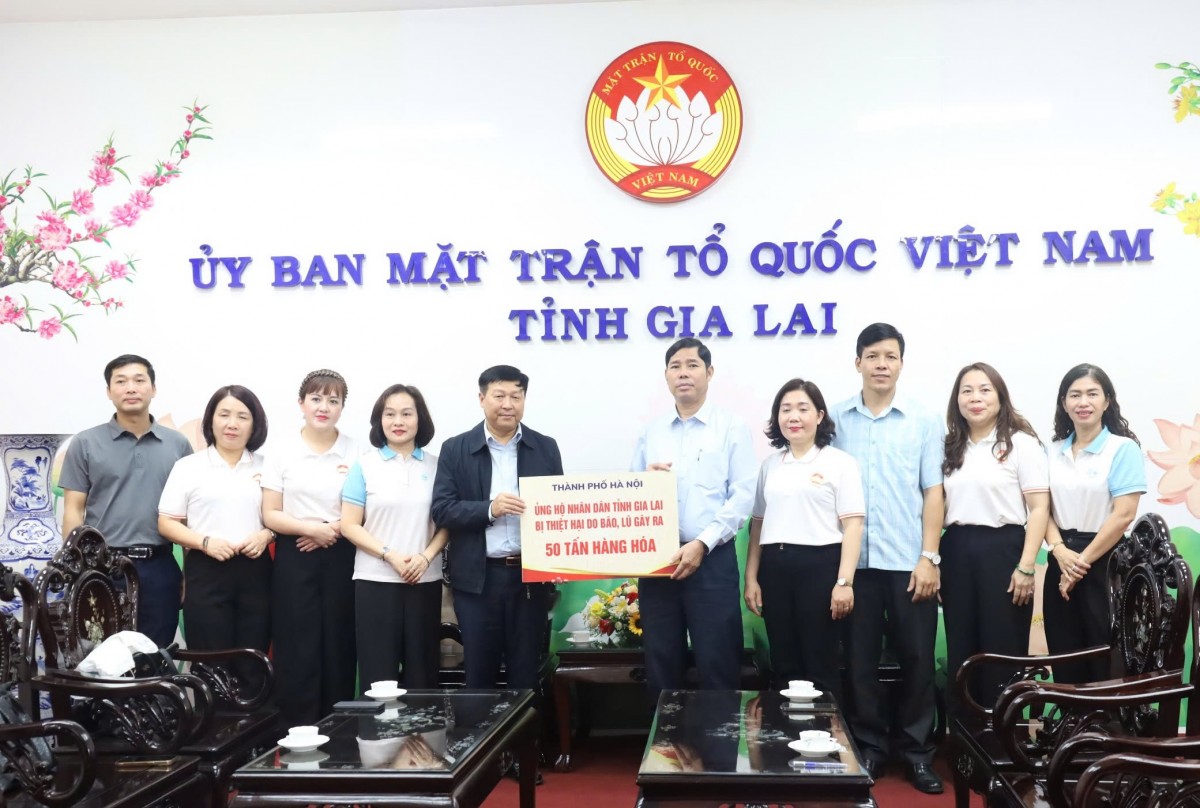 MẶT TRẬN TỔ QUỐC
VIỆT NAM
ỦY BAN MẶT TRẬN TỔ QUỐC VIỆT NAM
TỈNH GIA LAI
THÀNH PHỐ HÀ NỘI
ỦNG HỘ NHÂN DÂN TỈNH GIA LAI
BỊ THIỆT HẠI DO BÃO, LŨ GÂY RA
50 TẤN HÀNG HÓA